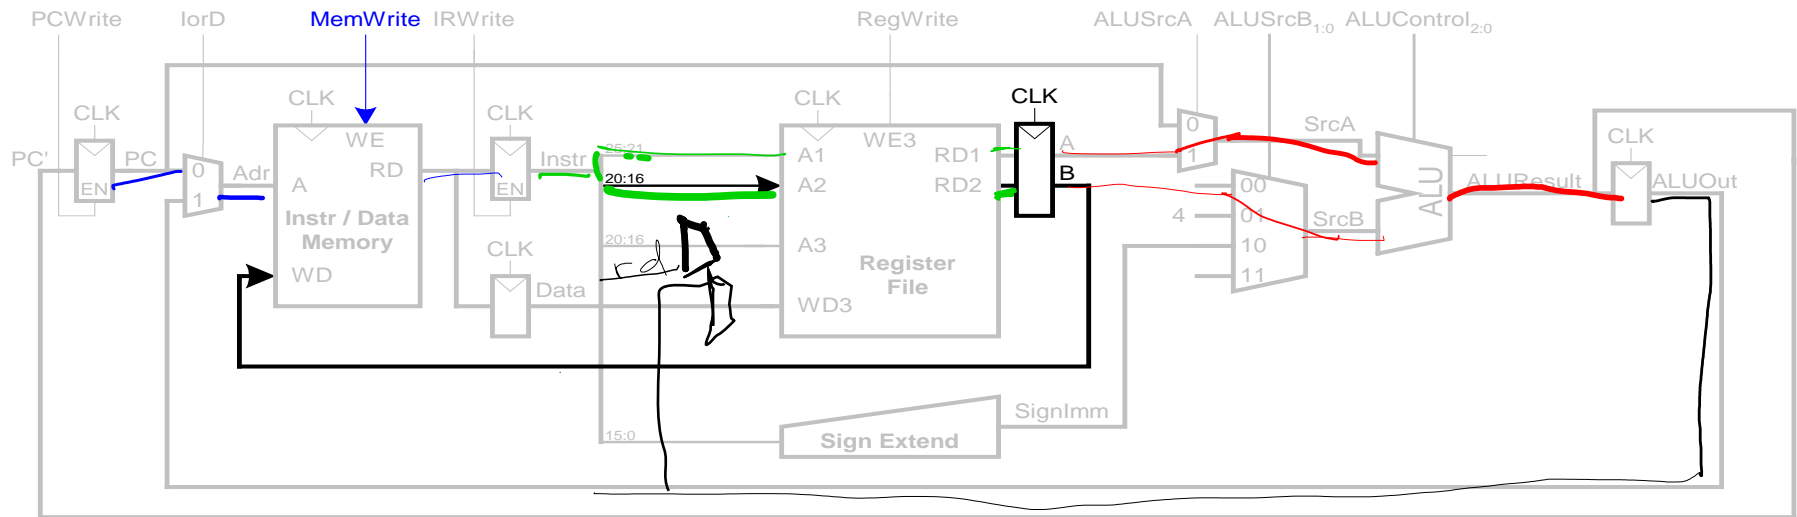 PCWrite IorD MemWrite IRWrite RegWrite ALUSrcA ALUSrcB1:0 ALUControl2:0
CLK CLK CLK CLK CLK CLK
PC' PC EN 0 1 Adr A WE RD Instr / Data Memory WD
EN Instr 25:21 20:16 20:16 15:0
CLK Data
rd
A1 A2 A3 WD3 WE3 RD1 RD2 Register File
A B
0 1 SrcA
00 01 10 11 4 SrcB
ALU ALUResult ALUOut
Sign Extend SignImm